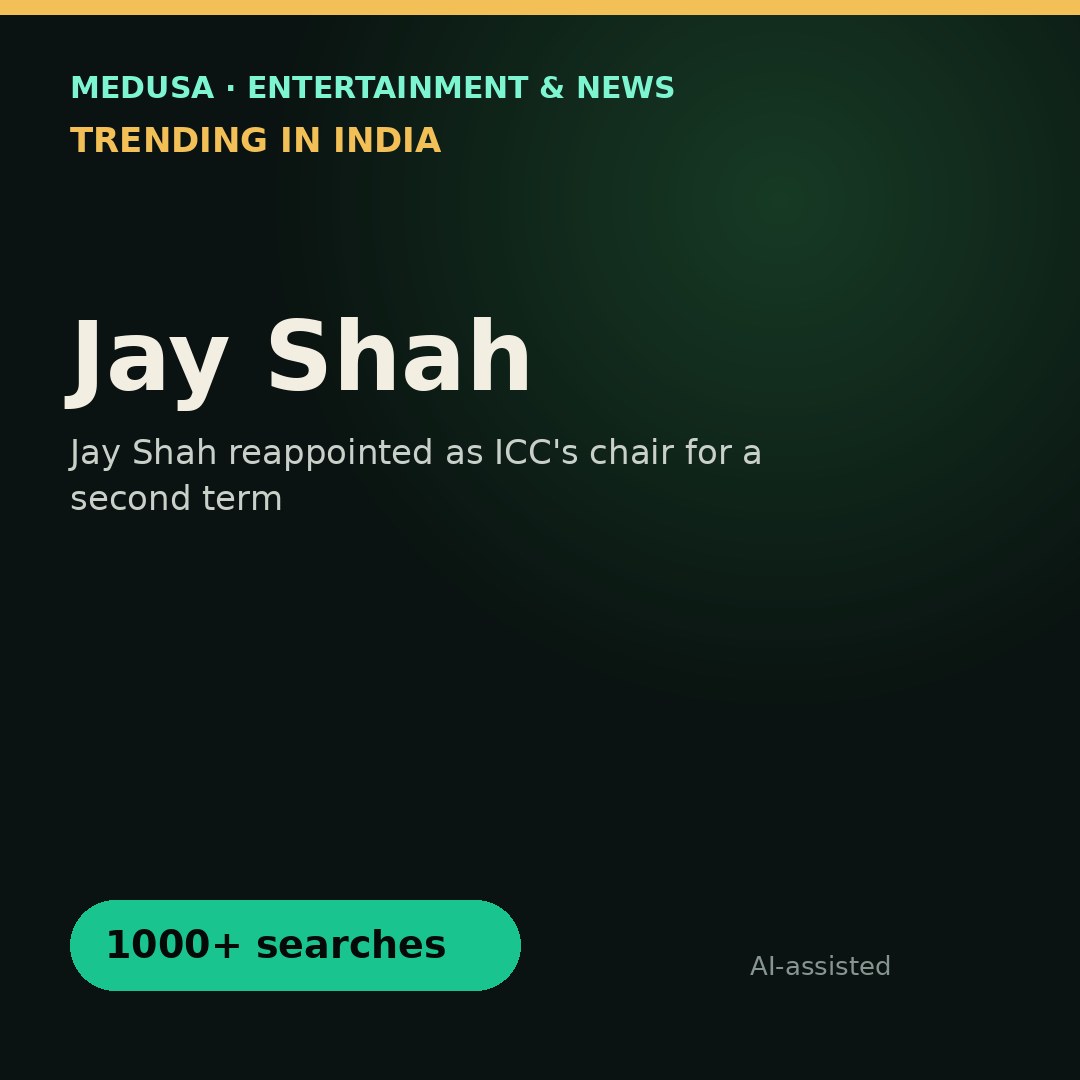 MEDUSA · ENTERTAINMENT & NEWS
TRENDING IN INDIA
Jay Shah
Jay Shah reappointed as ICC's chair for a
second term
1000+ searches
AI-assisted